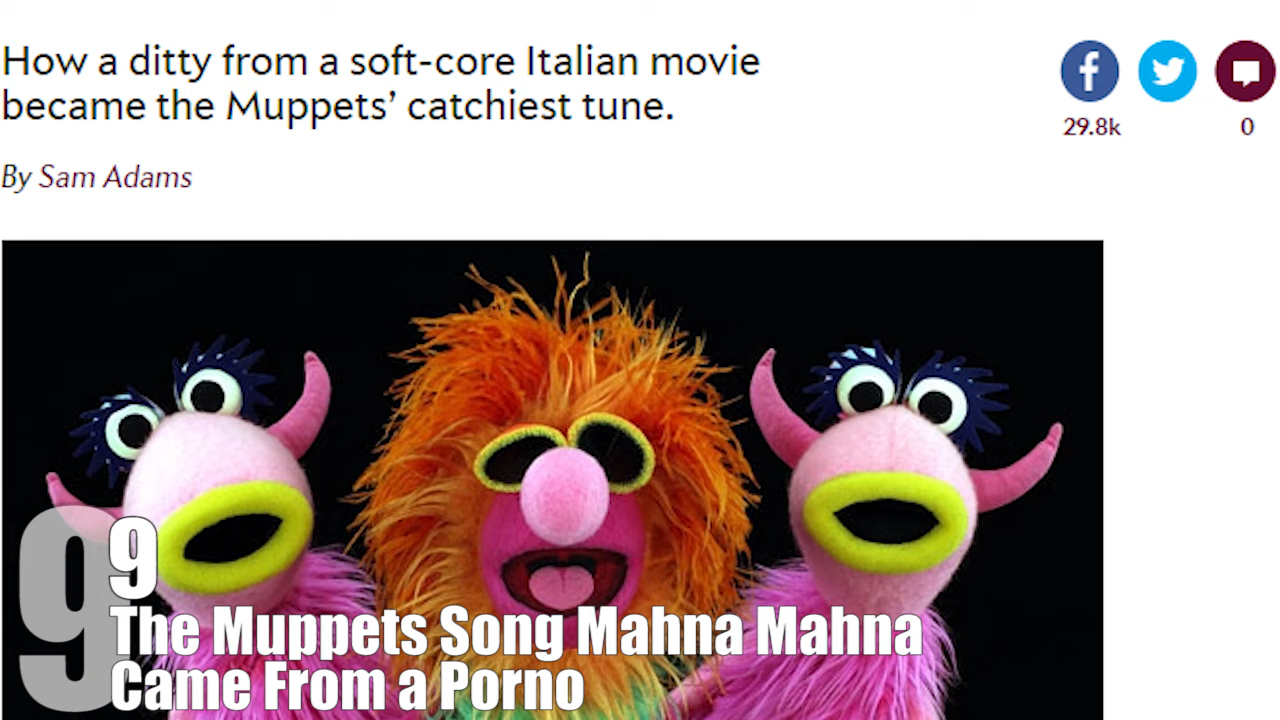 How a ditty from a soft-core Italian movie
became the Muppets’ catchiest tune.
29.8k
0
By Sam Adams
9
9
The Muppets Song Mahna Mahna
Came From a Porno